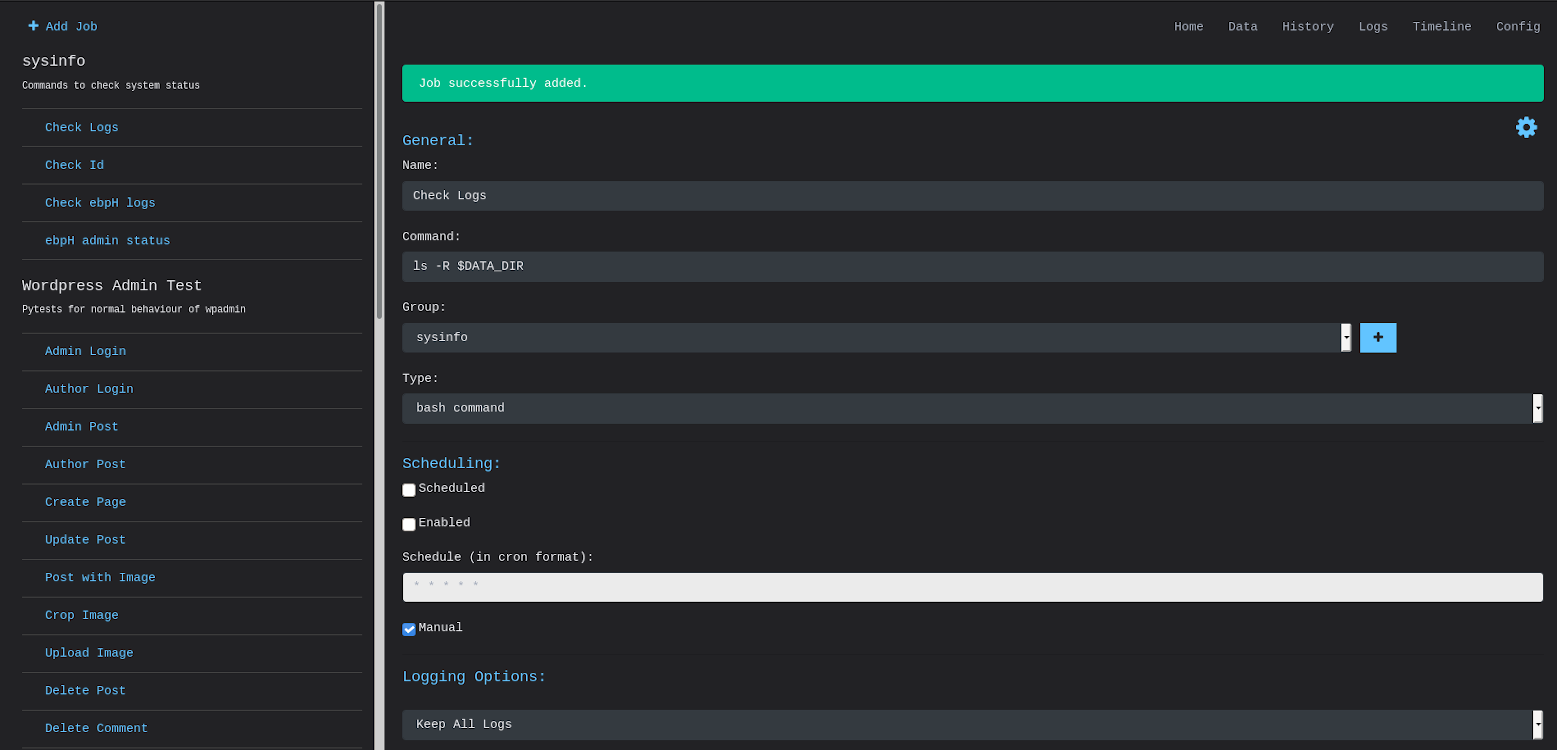 Add Job
sysinfo
Commands to check system status
Check Logs
Check Id
Check ebpH logs
ebpH admin status
Wordpress Admin Test
Pytests for normal behaviour of wpadmin
Admin Login
Author Login
Admin Post
Author Post
Create Page
Update Post
Post with Image
Crop Image
Upload Image
Delete Post
Delete Comment
Home Data History Logs Timeline Config
Job successfully added.
General:
Name:
Check Logs
Command:
ls -R $DATA_DIR
Group:
sysinfo
Type:
bash command
Scheduling:
Scheduled
Enabled
Schedule (in cron format):
* * * * *
Manual
Logging Options:
Keep All Logs